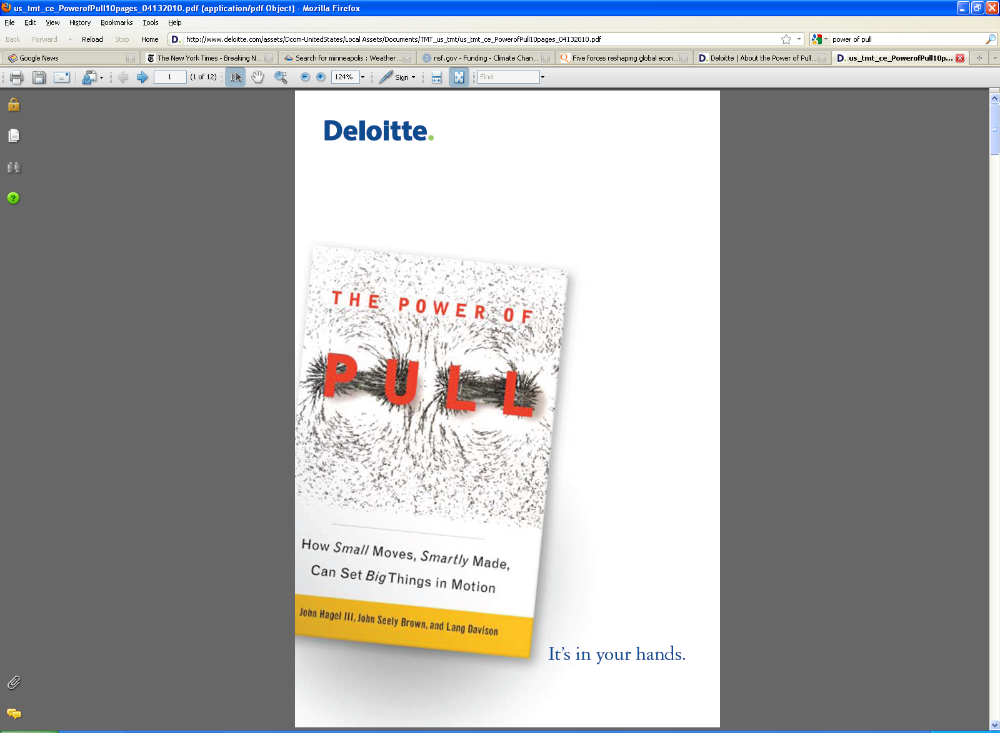 us_tmt_ce_PowerofPull10pages_04132010.pdf (application/pdf Object) - Mozilla Firefox
File Edit View History Bookmarks Tools Help
Back Forward Reload Stop Home D. http://www.deloitte.com/assets/Dcom-UnitedStates/Local Assets/Documents/TMT_us_tmt/us_tmt_ce_PowerofPull10pages_04132010.pdf power of pull
Google News The New York Times - Breaking N... Search for minneapolis : Weather... nsf.gov - Funding - Climate Chan... Five forces reshaping global econ... D. Deloitte | About the Power of Pull... D. us_tmt_ce_PowerofPull10p...
1 (1 of 12) 124% Sign Find
Deloitte.
THE POWER OF
PULL
How Small Moves, Smartly Made,
Can Set Big Things in Motion
John Hagel III, John Seely Brown, and Lang Davison
It's in your hands.